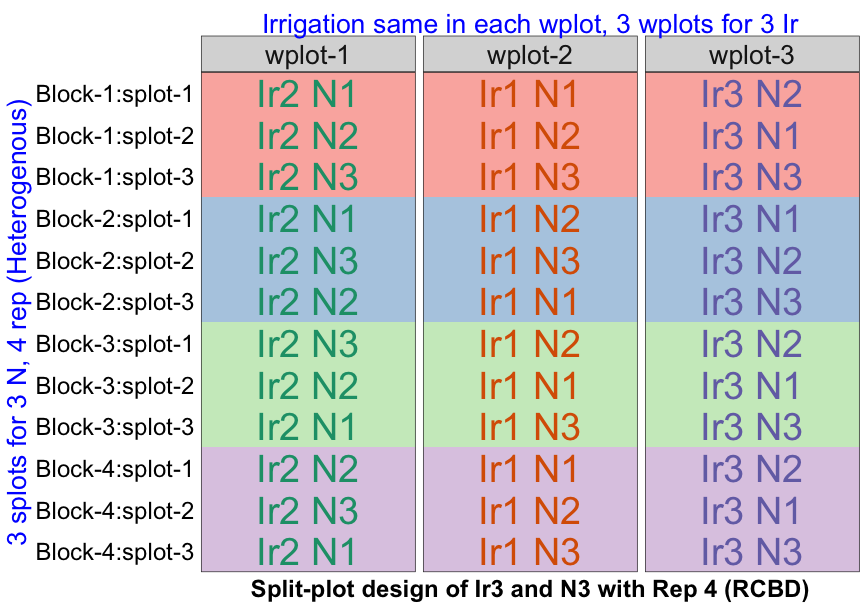 Irrigation same in each wplot, 3 wplots for 3 Ir
wplot-1 wplot-2 wplot-3
3 splots for 3 N, 4 rep (Heterogenous)
Block-1:splot-1 Ir2 N1 Ir1 N1 Ir3 N2
Block-1:splot-2 Ir2 N2 Ir1 N2 Ir3 N1
Block-1:splot-3 Ir2 N3 Ir1 N3 Ir3 N3
Block-2:splot-1 Ir2 N1 Ir1 N2 Ir3 N1
Block-2:splot-2 Ir2 N3 Ir1 N3 Ir3 N2
Block-2:splot-3 Ir2 N2 Ir1 N1 Ir3 N3
Block-3:splot-1 Ir2 N3 Ir1 N2 Ir3 N2
Block-3:splot-2 Ir2 N2 Ir1 N1 Ir3 N1
Block-3:splot-3 Ir2 N1 Ir1 N3 Ir3 N3
Block-4:splot-1 Ir2 N2 Ir1 N1 Ir3 N2
Block-4:splot-2 Ir2 N3 Ir1 N2 Ir3 N1
Block-4:splot-3 Ir2 N1 Ir1 N3 Ir3 N3
Split-plot design of Ir3 and N3 with Rep 4 (RCBD)